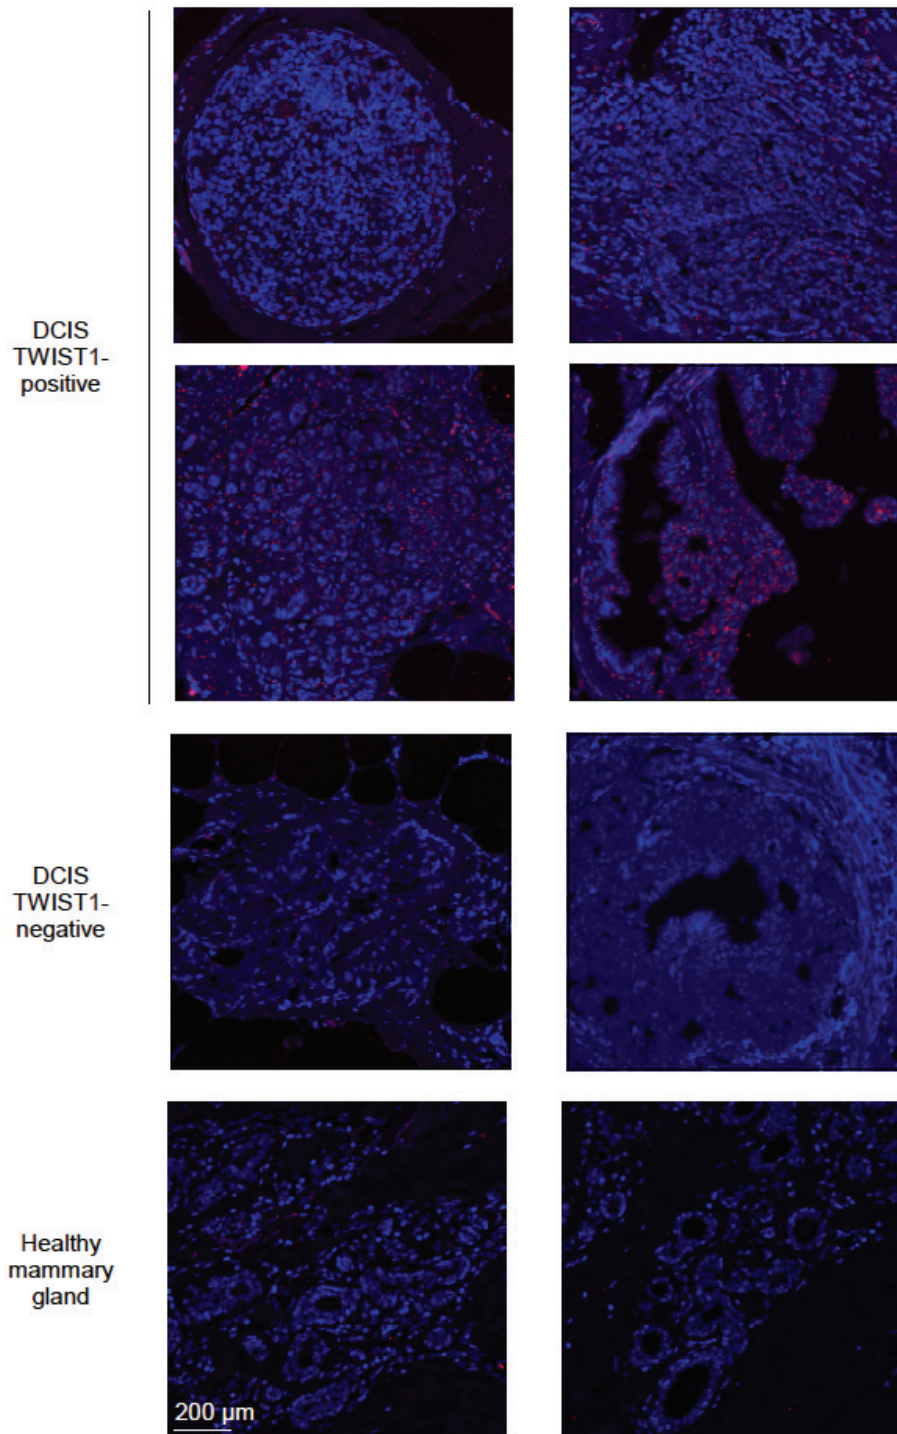 DCIS
TWIST1-
positive
DCIS
TWIST1-
negative
Healthy
mammary
gland
200 µm